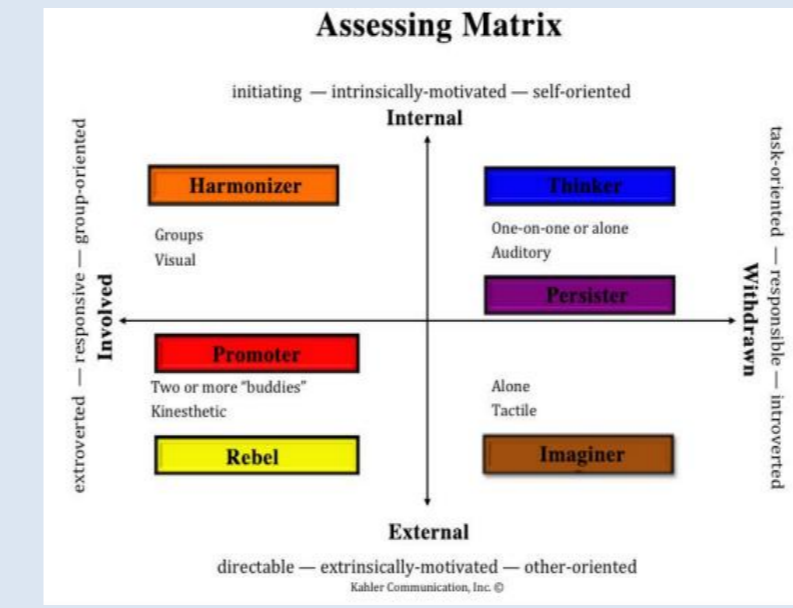 Assessing Matrix
initiating — intrinsically-motivated — self-oriented
Internal
extroverted — responsive — group-oriented
Involved
Harmonizer
Groups
Visual
Thinker
One-on-one or alone
Auditory
Persister
Promoter
Two or more “buddies”
Kinesthetic
Rebel
Alone
Tactile
Imaginer
Withdrawn
task-oriented — responsible — introverted
External
directable — extrinsically-motivated — other-oriented
Kahler Communication, Inc. ©